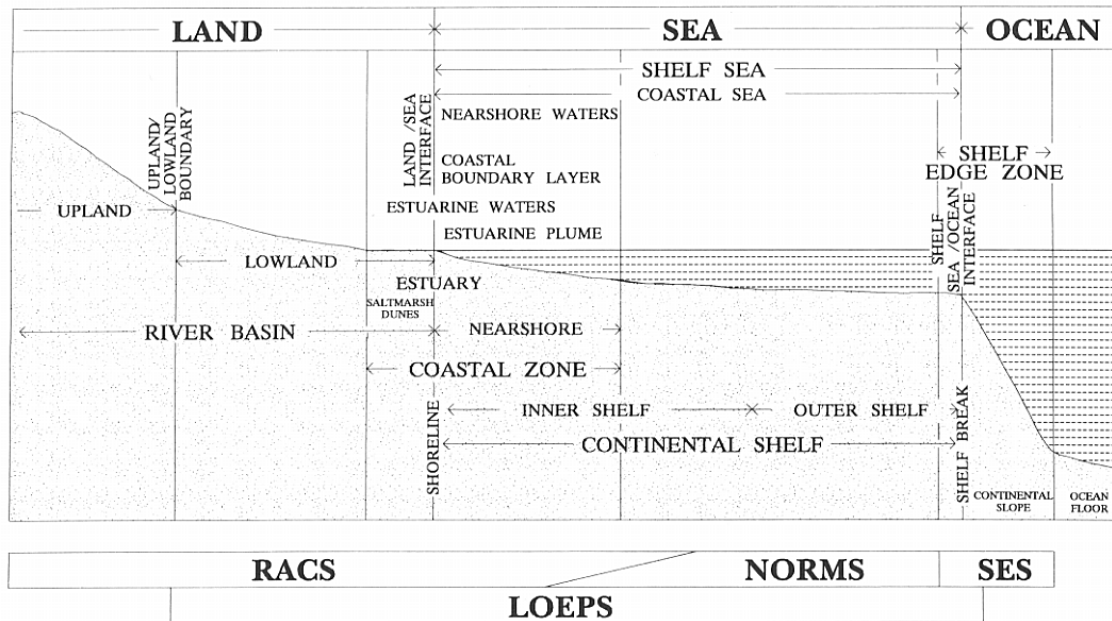 LAND
SEA
OCEAN
SHELF SEA
COASTAL SEA
NEARSHORE WATERS
COASTAL
BOUNDARY LAYER
ESTUARINE WATERS
ESTUARINE PLUME
UPLAND/
LOWLAND
BOUNDARY
LAND /SEA
INTERFACE
SHELF
EDGE ZONE
SHELF
SEA /OCEAN
INTERFACE
UPLAND
LOWLAND
ESTUARY
SALTMARSH
DUNES
RIVER BASIN
NEARSHORE
COASTAL ZONE
INNER SHELF
OUTER SHELF
CONTINENTAL SHELF
SHORELINE
SHELF BREAK
CONTINENTAL
SLOPE
OCEAN
FLOOR
RACS
NORMS
SES
LOEPS